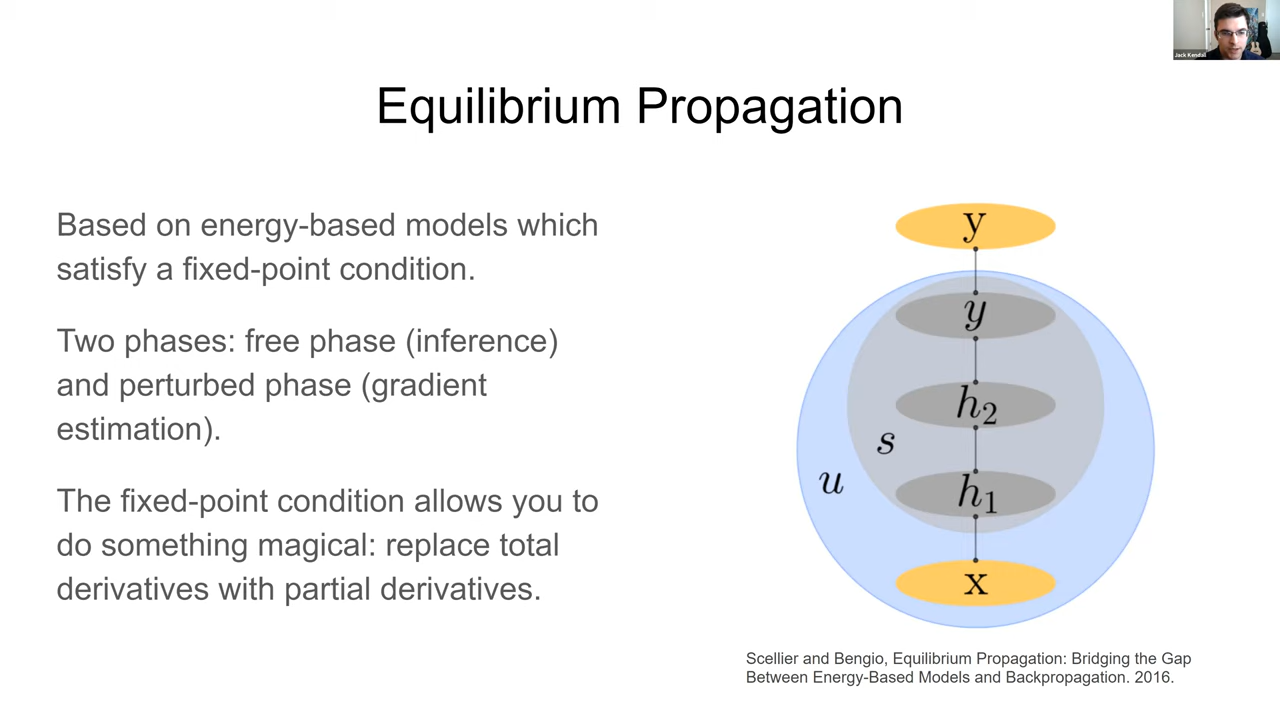 Jack Kendall
Equilibrium Propagation
Based on energy-based models which
satisfy a fixed-point condition.
Two phases: free phase (inference)
and perturbed phase (gradient
estimation).
The fixed-point condition allows you to
do something magical: replace total
derivatives with partial derivatives.
y
y
h₂
s
u
h₁
x
Scellier and Bengio, Equilibrium Propagation: Bridging the Gap
Between Energy-Based Models and Backpropagation. 2016.